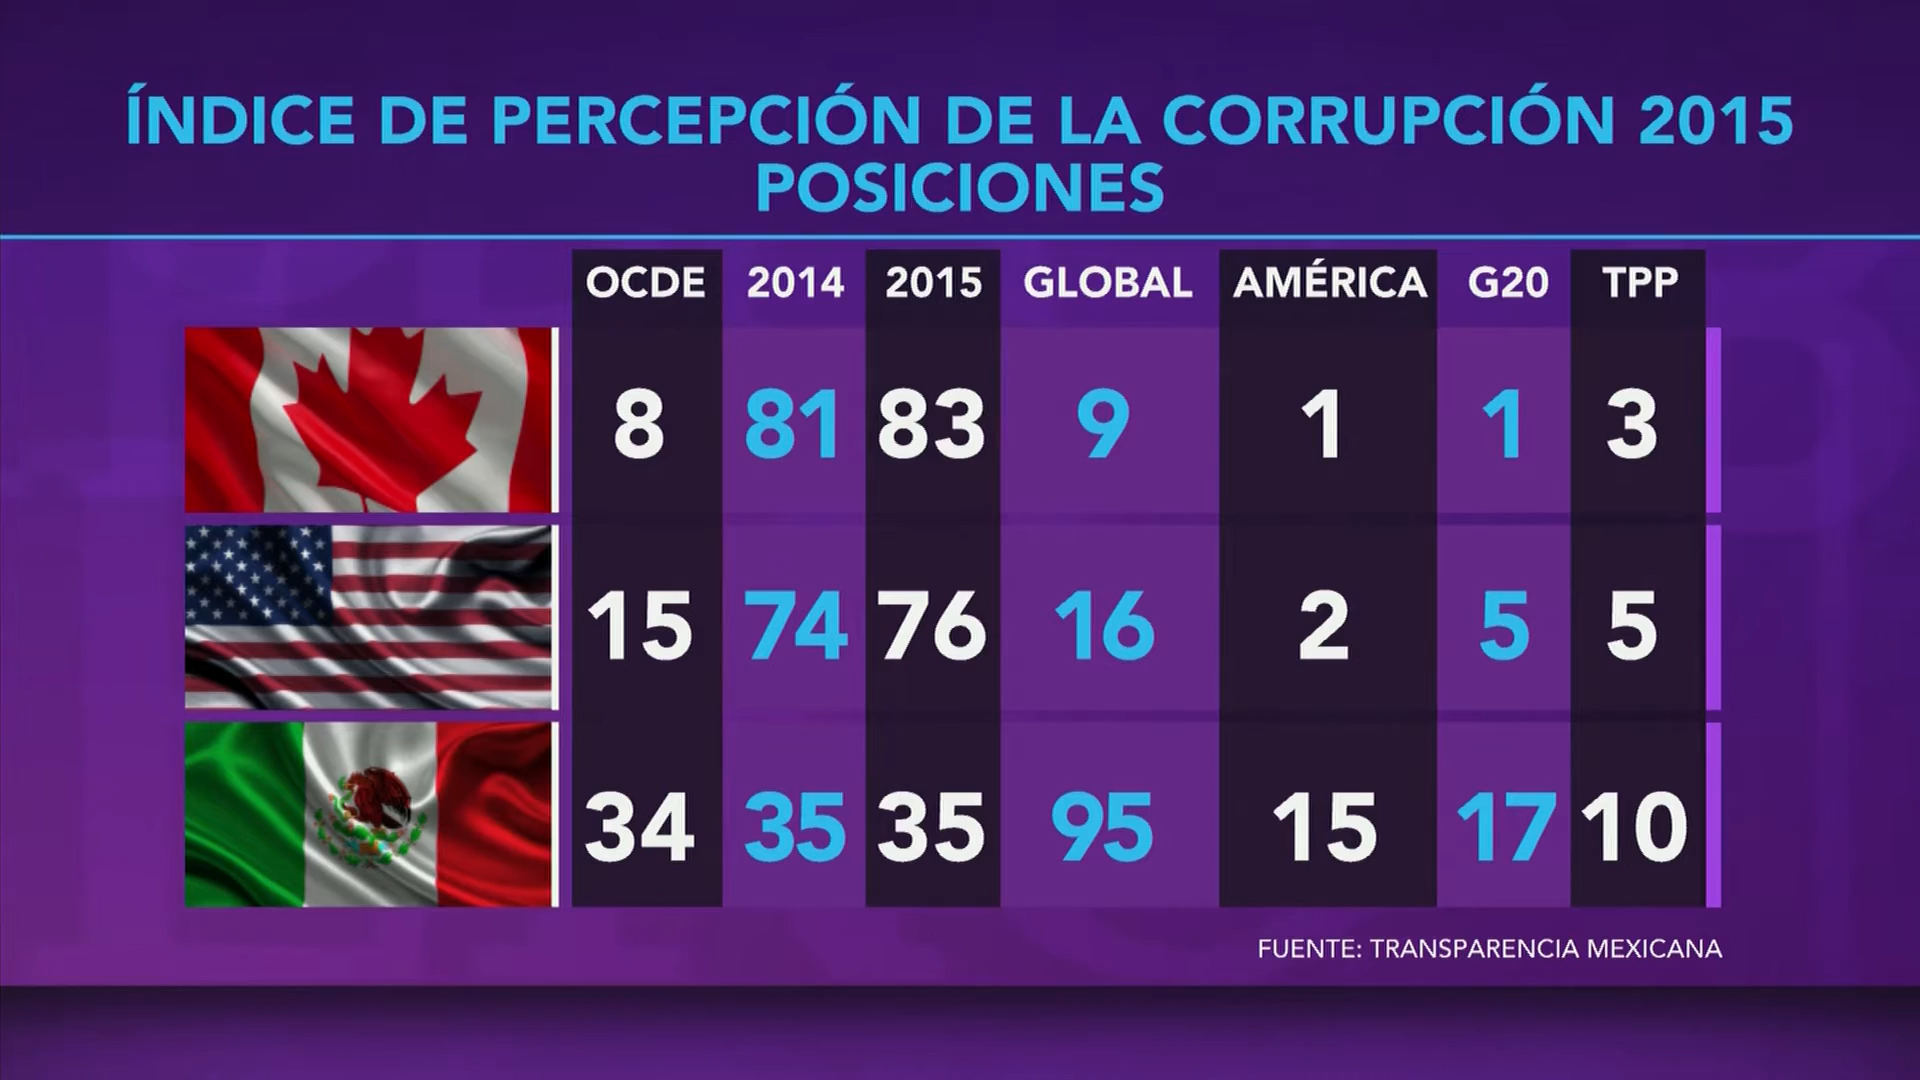 ÍNDICE DE PERCEPCIÓN DE LA CORRUPCIÓN 2015
POSICIONES
OCDE 2014 2015 GLOBAL AMÉRICA G20 TPP
8 81 83 9 1 1 3
15 74 76 16 2 5 5
34 35 35 95 15 17 10
FUENTE: TRANSPARENCIA MEXICANA